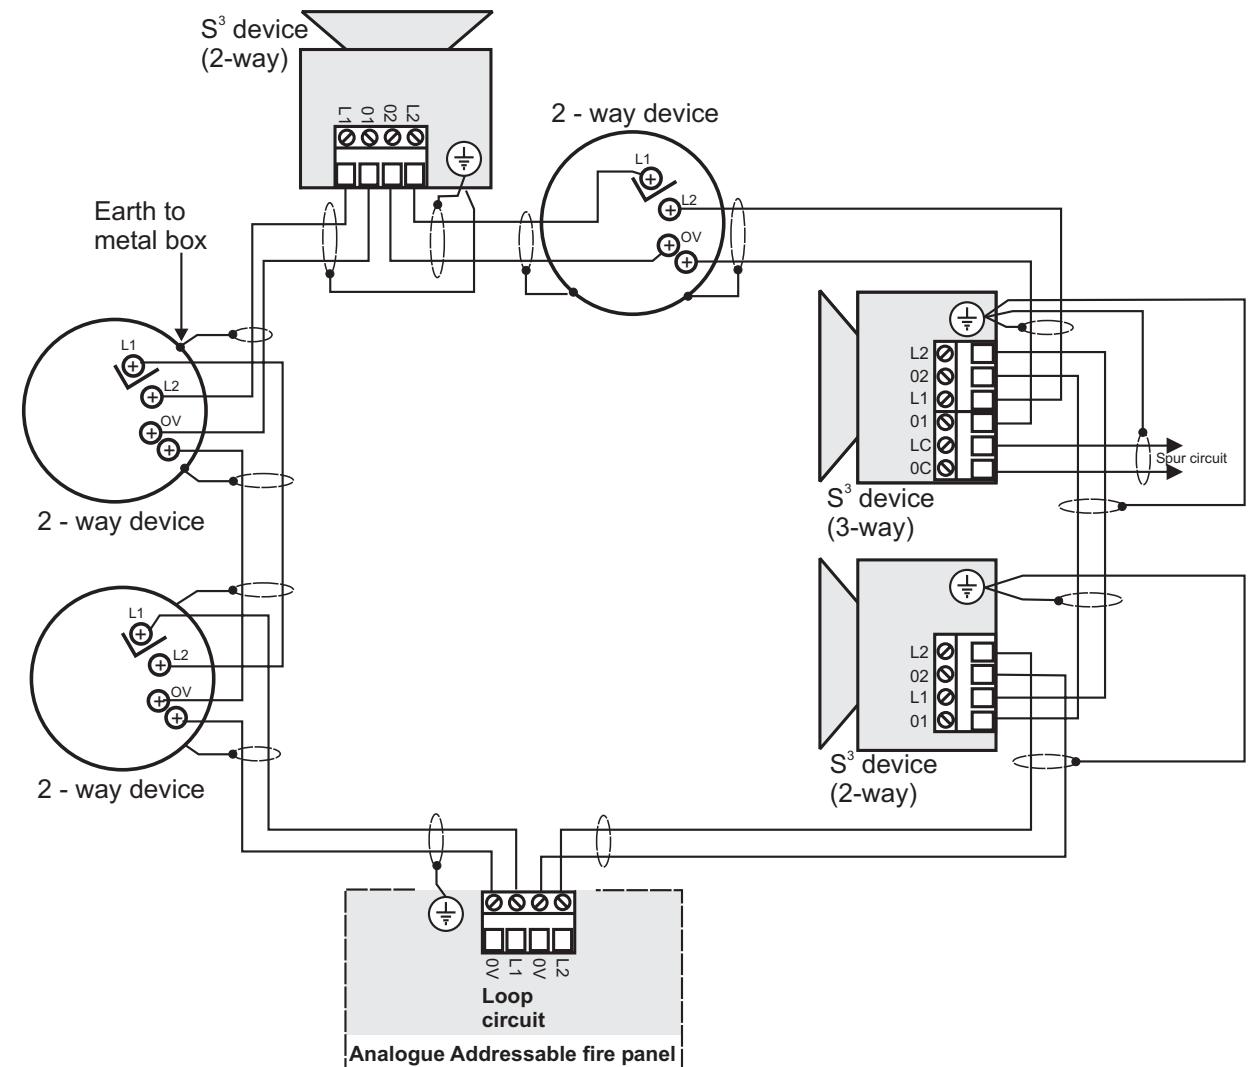 S³ device
(2-way)
L1 01 02 L2
2 - way device
L1
L2
OV
Earth to
metal box
L1
L2
OV
2 - way device
L2
02
L1
01
LC
0C
Spur circuit
S³ device
(3-way)
L1
L2
OV
2 - way device
L2
02
L1
01
S³ device
(2-way)
0V L1 0V L2
Loop
circuit
Analogue Addressable fire panel